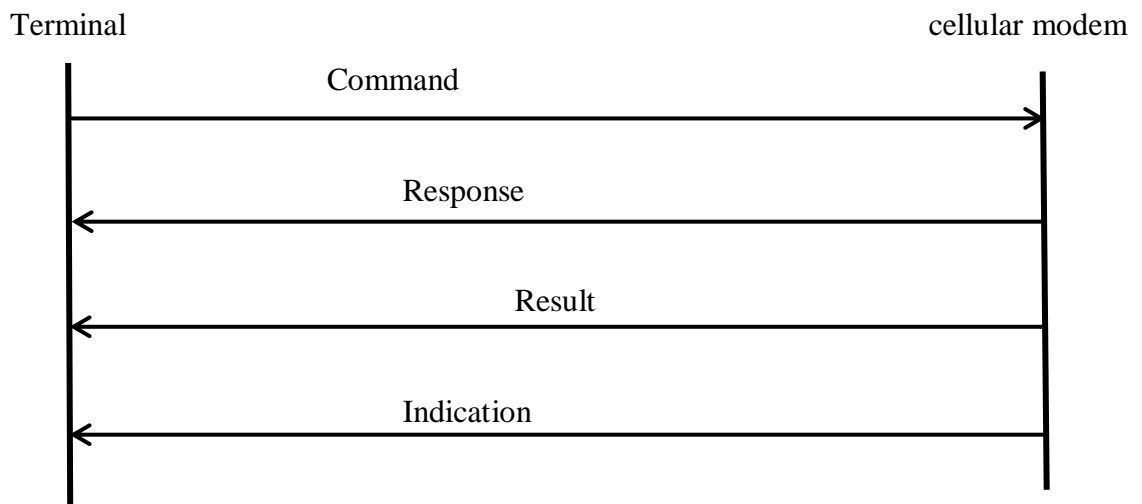 Terminal
cellular modem
Command
Response
Result
Indication